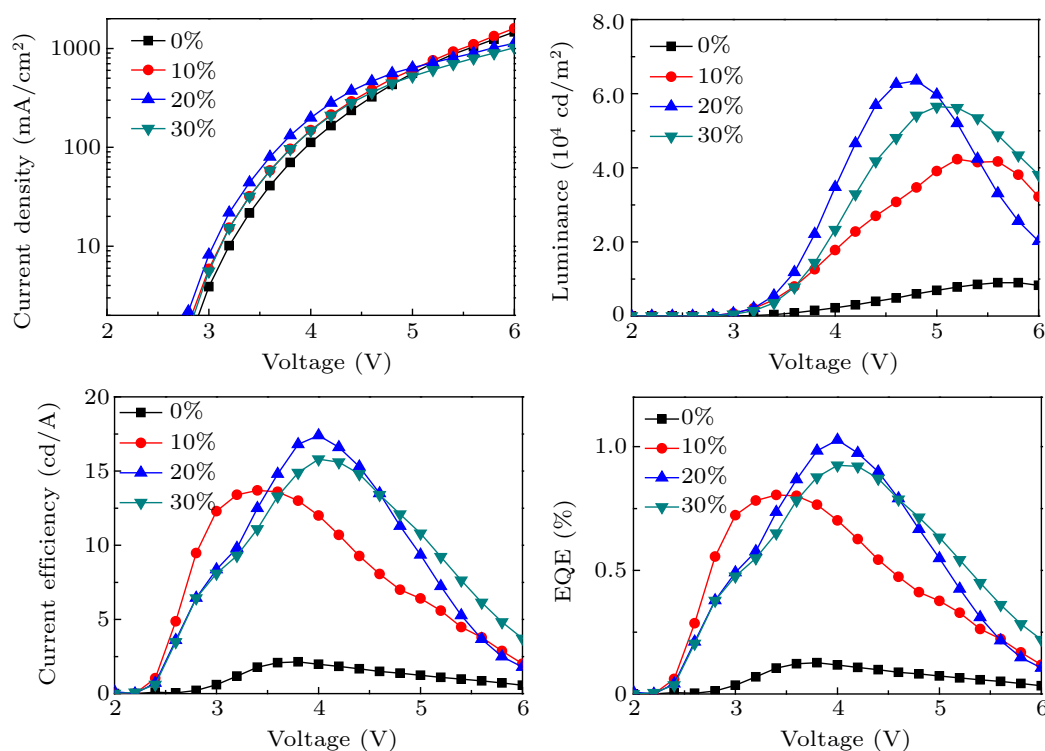 Current density (mA/cm²)
1000
100
10
0%
10%
20%
30%
2 3 4 5 6
Voltage (V)
Luminance (10⁴ cd/m²)
8.0
6.0
4.0
2.0
0
0%
10%
20%
30%
2 3 4 5 6
Voltage (V)
Current efficiency (cd/A)
20
15
10
5
0
0%
10%
20%
30%
2 3 4 5 6
Voltage (V)
EQE (%)
1.0
0.5
0
0%
10%
20%
30%
2 3 4 5 6
Voltage (V)